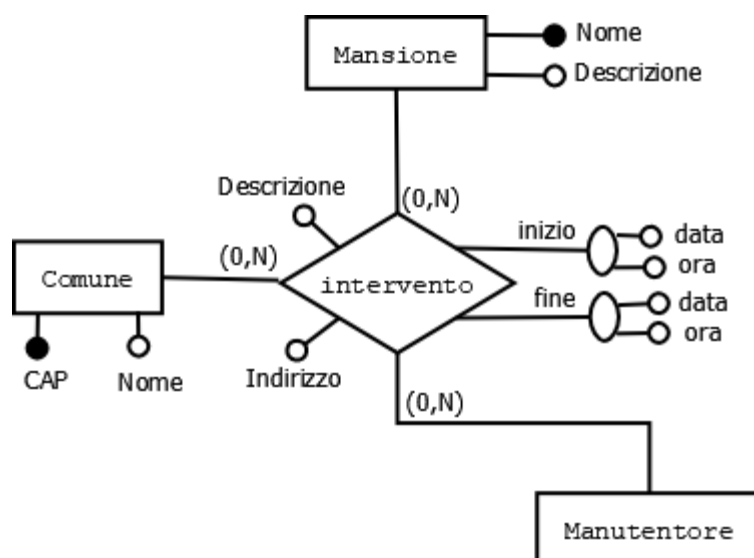 Mansione
Nome
Descrizione
Descrizione
(0,N)
inizio
data
ora
Comune
(0,N)
intervento
fine
data
ora
CAP
Nome
Indirizzo
(0,N)
Manutentore